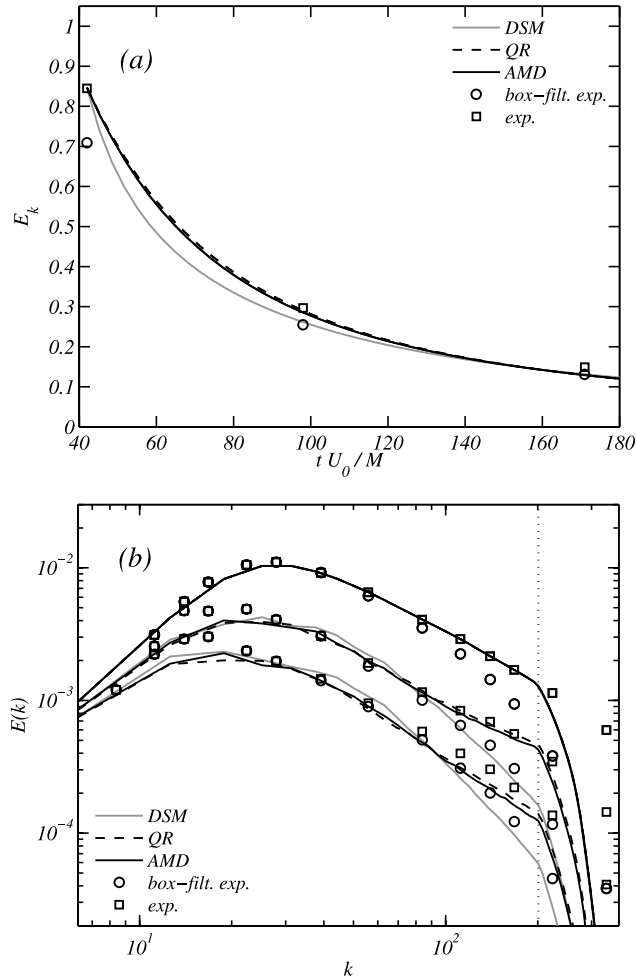 1
0.9
0.8
0.7
0.6
0.5
0.4
0.3
0.2
0.1
0
E_k
(a)
DSM
QR
AMD
box-filt. exp.
exp.
40 60 80 100 120 140 160 180
t U_0 / M
10^-2
10^-3
10^-4
E(k)
(b)
DSM
QR
AMD
box-filt. exp.
exp.
10^1 10^2
k